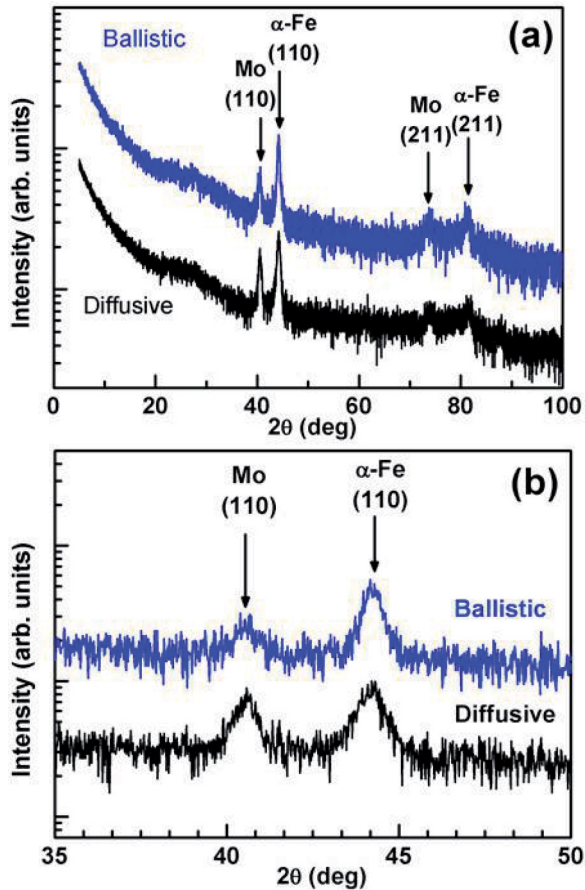 Ballistic
(a)
α-Fe
(110)
Mo
(110)
Mo
(211)
α-Fe
(211)
Diffusive
Intensity (arb. units)
0 20 40 60 80 100
2θ (deg)
(b)
Mo
(110)
α-Fe
(110)
Ballistic
Diffusive
Intensity (arb. units)
35 40 45 50
2θ (deg)